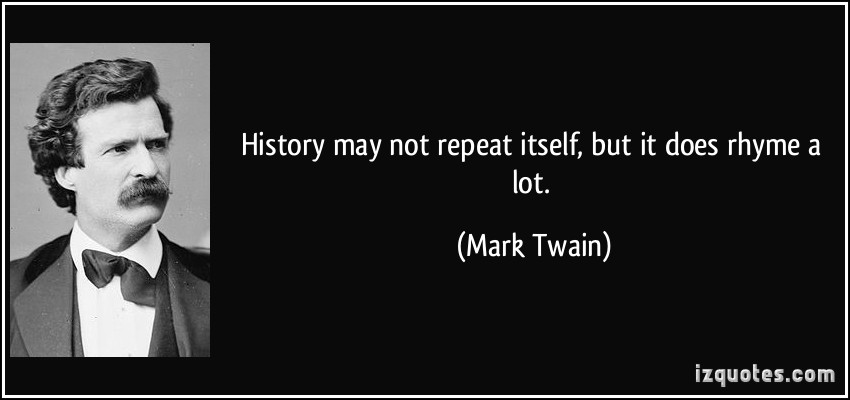 History may not repeat itself, but it does rhyme a
lot.
(Mark Twain)
izquotes.com